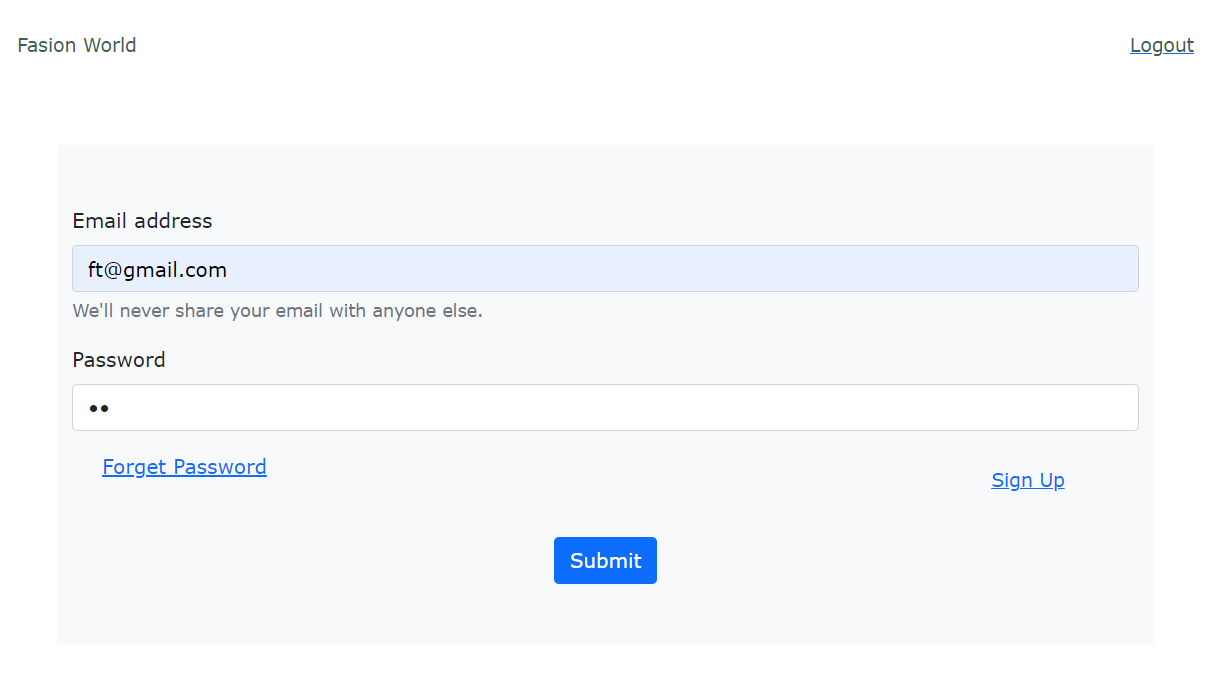 Fasion World
Logout
Email address
ft@gmail.com
We'll never share your email with anyone else.
Password
••
Forget Password
Sign Up
Submit